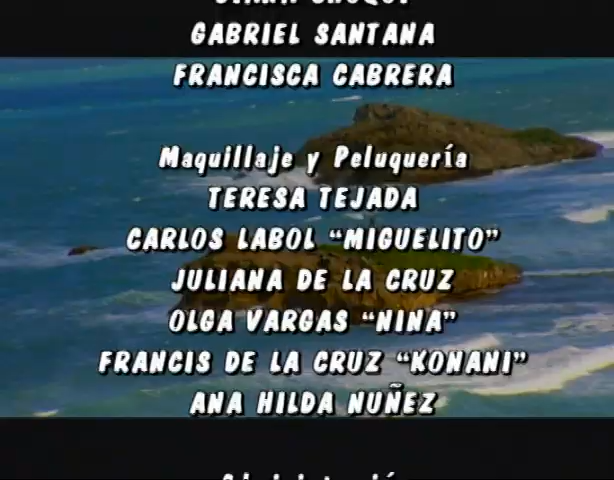 GABRIEL SANTANA
FRANCISCA CABRERA
Maquillaje y Peluquería
TERESA TEJADA
CARLOS LABOL “MIGUELITO”
JULIANA DE LA CRUZ
OLGA VARGAS “NINA”
FRANCIS DE LA CRUZ “KONANI”
ANA HILDA NUÑEZ